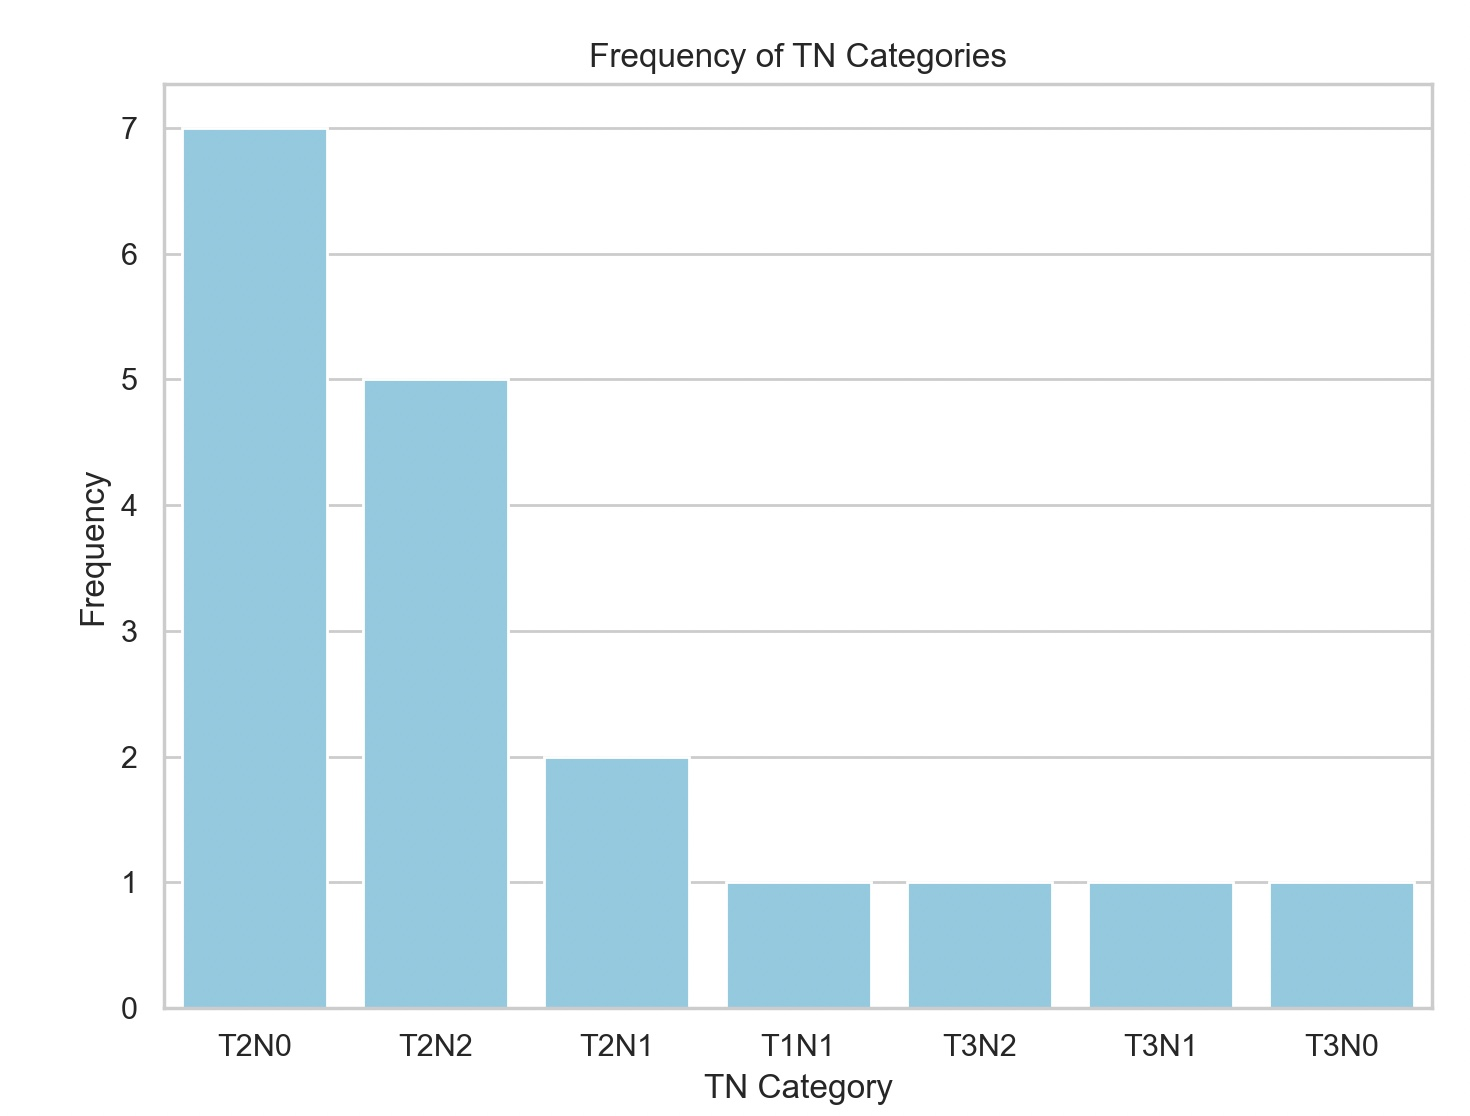 Frequency of TN Categories
7
6
5
4
3
2
1
0
Frequency
T2N0 T2N2 T2N1 T1N1 T3N2 T3N1 T3N0
TN Category